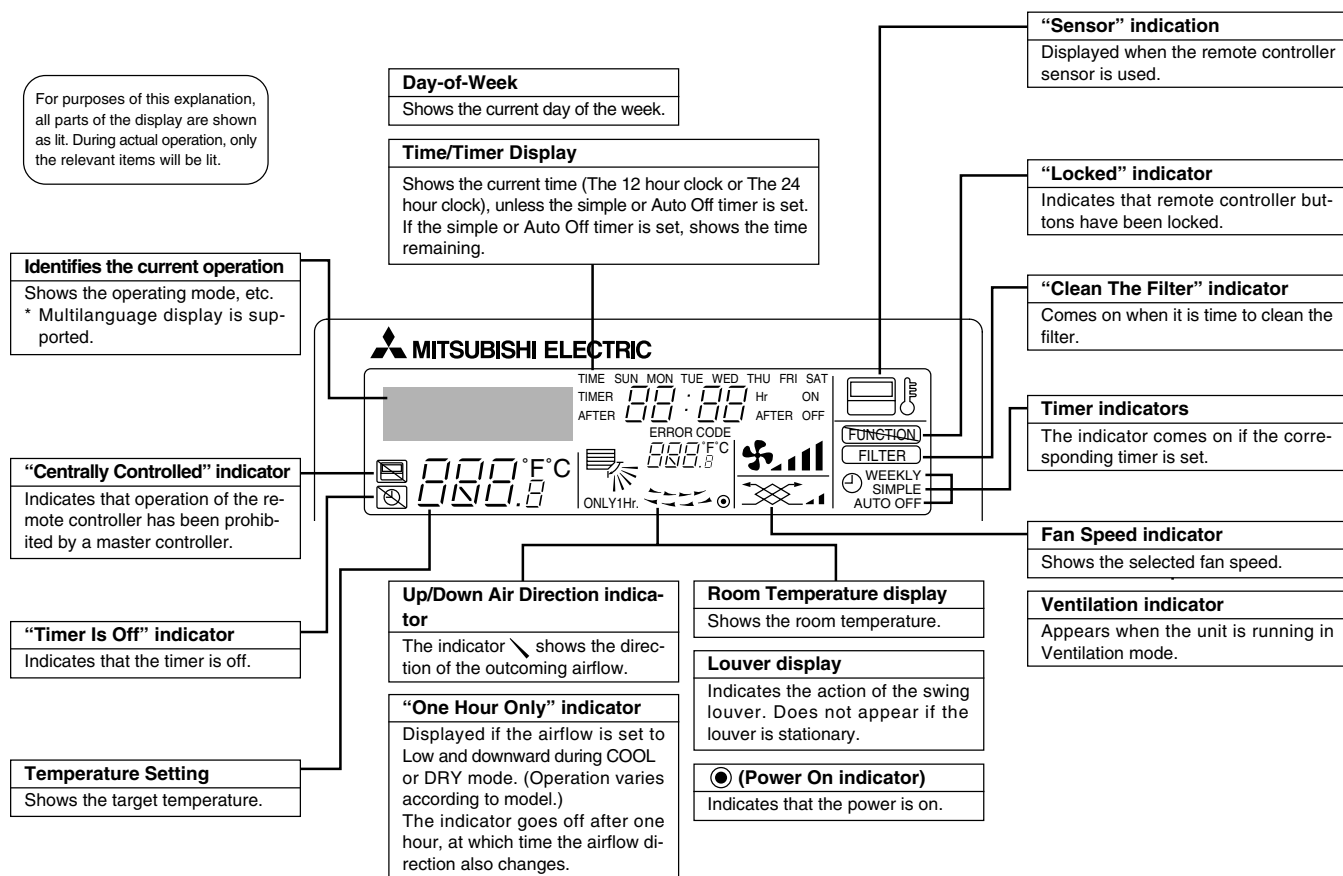 For purposes of this explanation,
all parts of the display are shown
as lit. During actual operation, only
the relevant items will be lit.
Identifies the current operation
Shows the operating mode, etc.
* Multilanguage display is sup-
ported.
“Centrally Controlled” indicator
Indicates that operation of the re-
mote controller has been prohib-
ited by a master controller.
“Timer Is Off” indicator
Indicates that the timer is off.
Temperature Setting
Shows the target temperature.
Day-of-Week
Shows the current day of the week.
Time/Timer Display
Shows the current time (The 12 hour clock or The 24
hour clock), unless the simple or Auto Off timer is set.
If the simple or Auto Off timer is set, shows the time
remaining.
MITSUBISHI ELECTRIC
TIME SUN MON TUE WED THU FRI SAT
TIMER 88:88 Hr ON
AFTER AFTER OFF
ERROR CODE
888.8 °F°C
888.8 °F°C
ONLY1Hr.
FUNCTION
FILTER
WEEKLY
SIMPLE
AUTO OFF
Up/Down Air Direction indica-
tor
The indicator shows the direc-
tion of the outcoming airflow.
“One Hour Only” indicator
Displayed if the airflow is set to
Low and downward during COOL
or DRY mode. (Operation varies
according to model.)
The indicator goes off after one
hour, at which time the airflow di-
rection also changes.
Room Temperature display
Shows the room temperature.
Louver display
Indicates the action of the swing
louver. Does not appear if the
louver is stationary.
(Power On indicator)
Indicates that the power is on.
“Sensor” indication
Displayed when the remote controller
sensor is used.
“Locked” indicator
Indicates that remote controller but-
tons have been locked.
“Clean The Filter” indicator
Comes on when it is time to clean the
filter.
Timer indicators
The indicator comes on if the corre-
sponding timer is set.
Fan Speed indicator
Shows the selected fan speed.
Ventilation indicator
Appears when the unit is running in
Ventilation mode.